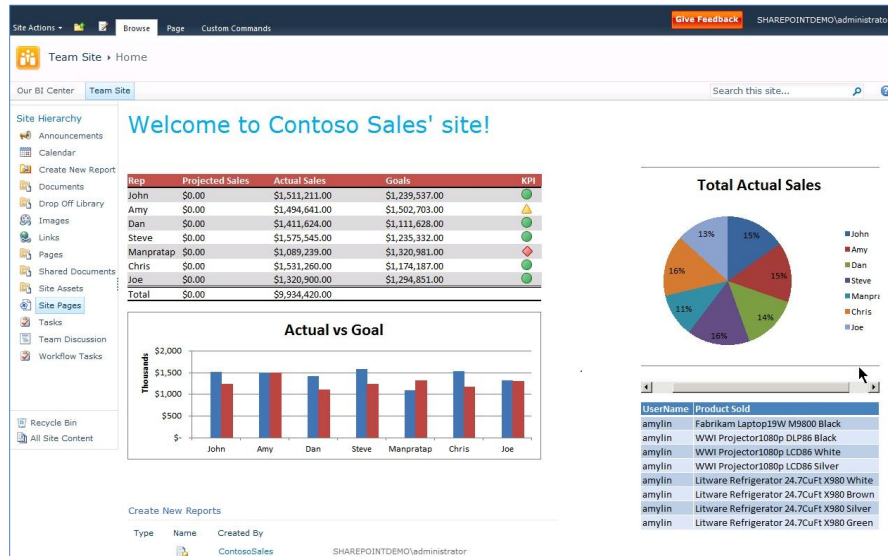 Site Actions Browse Page Custom Commands Give Feedback SHAREPOINTDEMO\administrato
Team Site Home
Our BI Center Team Site Search this site...
Site Hierarchy
Announcements
Calendar
Create New Report
Documents
Drop Off Library
Images
Links
Pages
Shared Documents
Site Assets
Site Pages
Tasks
Team Discussion
Workflow Tasks
Recycle Bin
All Site Content
Welcome to Contoso Sales' site!
Rep Projected Sales Actual Sales Goals KPI
John $0.00 $1,511,211.00 $1,239,537.00
Amy $0.00 $1,494,641.00 $1,502,703.00
Dan $0.00 $1,411,624.00 $1,111,628.00
Steve $0.00 $1,575,545.00 $1,235,332.00
Manpratap $0.00 $1,089,239.00 $1,320,981.00
Chris $0.00 $1,531,260.00 $1,174,187.00
Joe $0.00 $1,320,900.00 $1,294,851.00
Total $0.00 $9,934,420.00
Actual vs Goal
Thousands
$2,000
$1,500
$1,000
$500
$-
John Amy Dan Steve Manpratap Chris Joe
Create New Reports
Type Name Created By
ContosoSales SHAREPOINTDEMO\administrator
Total Actual Sales
13% 15%
16% 15%
11% 14%
16%
John
Amy
Dan
Steve
Manpra
Chris
Joe
UserName Product Sold
amylin Fabrikam Laptop19W M9800 Black
amylin WWI Projector1080p DLP86 Black
amylin WWI Projector1080p LCD86 White
amylin WWI Projector1080p LCD86 Silver
amylin Litware Refrigerator 24.7CuFt X980 White
amylin Litware Refrigerator 24.7CuFt X980 Brown
amylin Litware Refrigerator 24.7CuFt X980 Silver
amylin Litware Refrigerator 24.7CuFt X980 Green